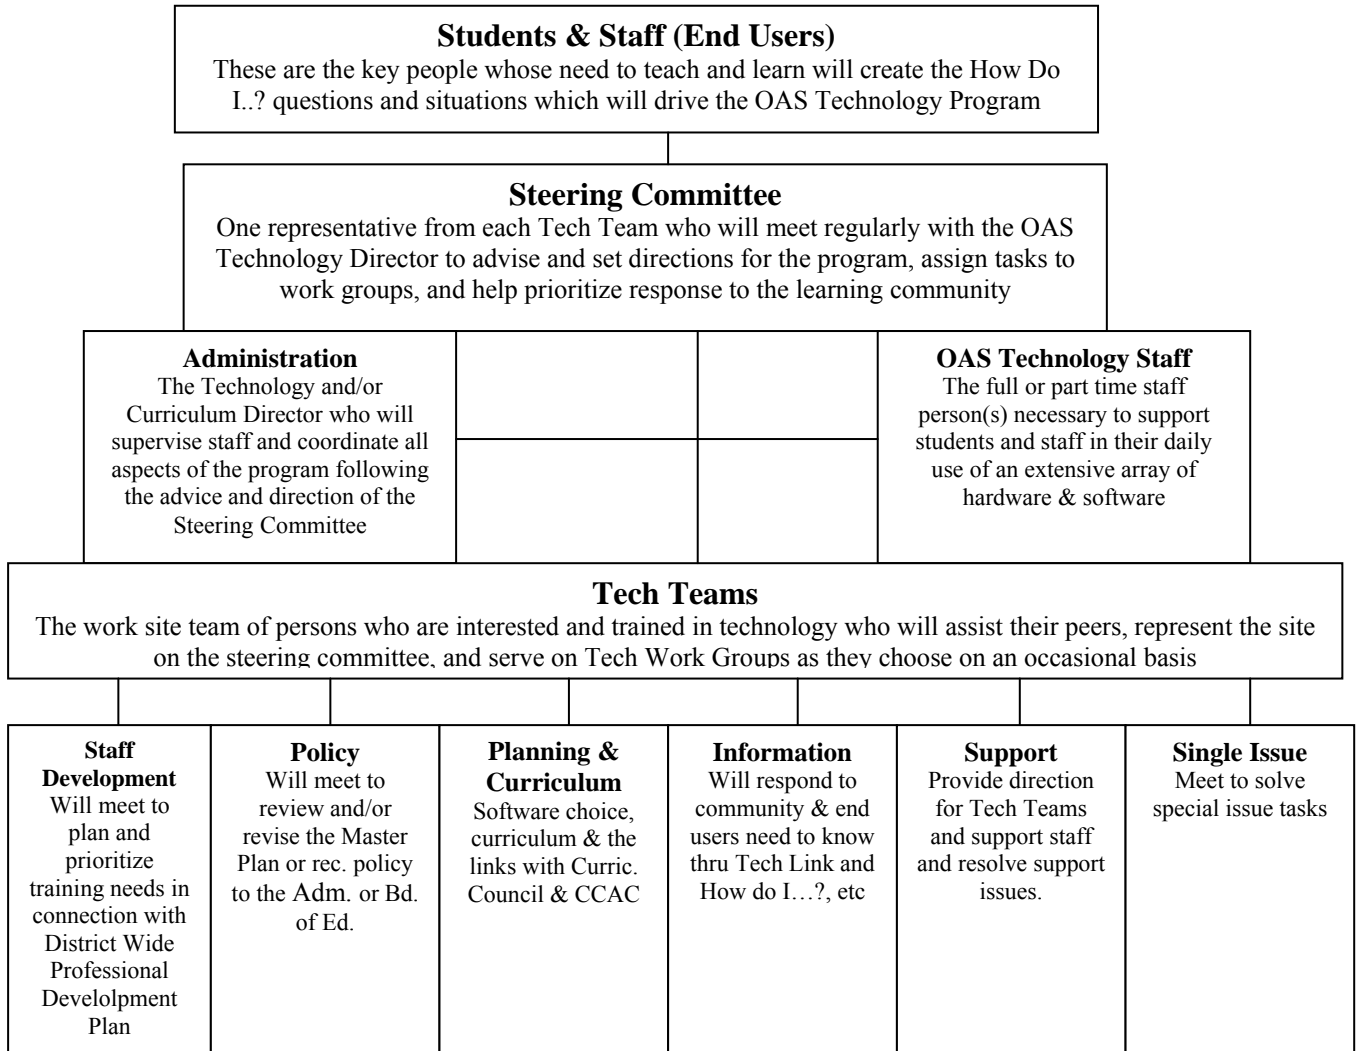 Students & Staff (End Users)
These are the key people whose need to teach and learn will create the How Do
I..? questions and situations which will drive the OAS Technology Program
Steering Committee
One representative from each Tech Team who will meet regularly with the OAS
Technology Director to advise and set directions for the program, assign tasks to
work groups, and help prioritize response to the learning community
Administration
The Technology and/or
Curriculum Director who will
supervise staff and coordinate all
aspects of the program following
the advice and direction of the
Steering Committee
OAS Technology Staff
The full or part time staff
person(s) necessary to support
students and staff in their daily
use of an extensive array of
hardware & software
Tech Teams
The work site team of persons who are interested and trained in technology who will assist their peers, represent the site
on the steering committee, and serve on Tech Work Groups as they choose on an occasional basis
Staff
Development
Will meet to
plan and
prioritize
training needs in
connection with
District Wide
Professional
Develolpment
Plan
Policy
Will meet to
review and/or
revise the Master
Plan or rec. policy
to the Adm. or Bd.
of Ed.
Planning &
Curriculum
Software choice,
curriculum & the
links with Curric.
Council & CCAC
Information
Will respond to
community & end
users need to know
thru Tech Link and
How do I…?, etc
Support
Provide direction
for Tech Teams
and support staff
and resolve support
issues.
Single Issue
Meet to solve
special issue tasks